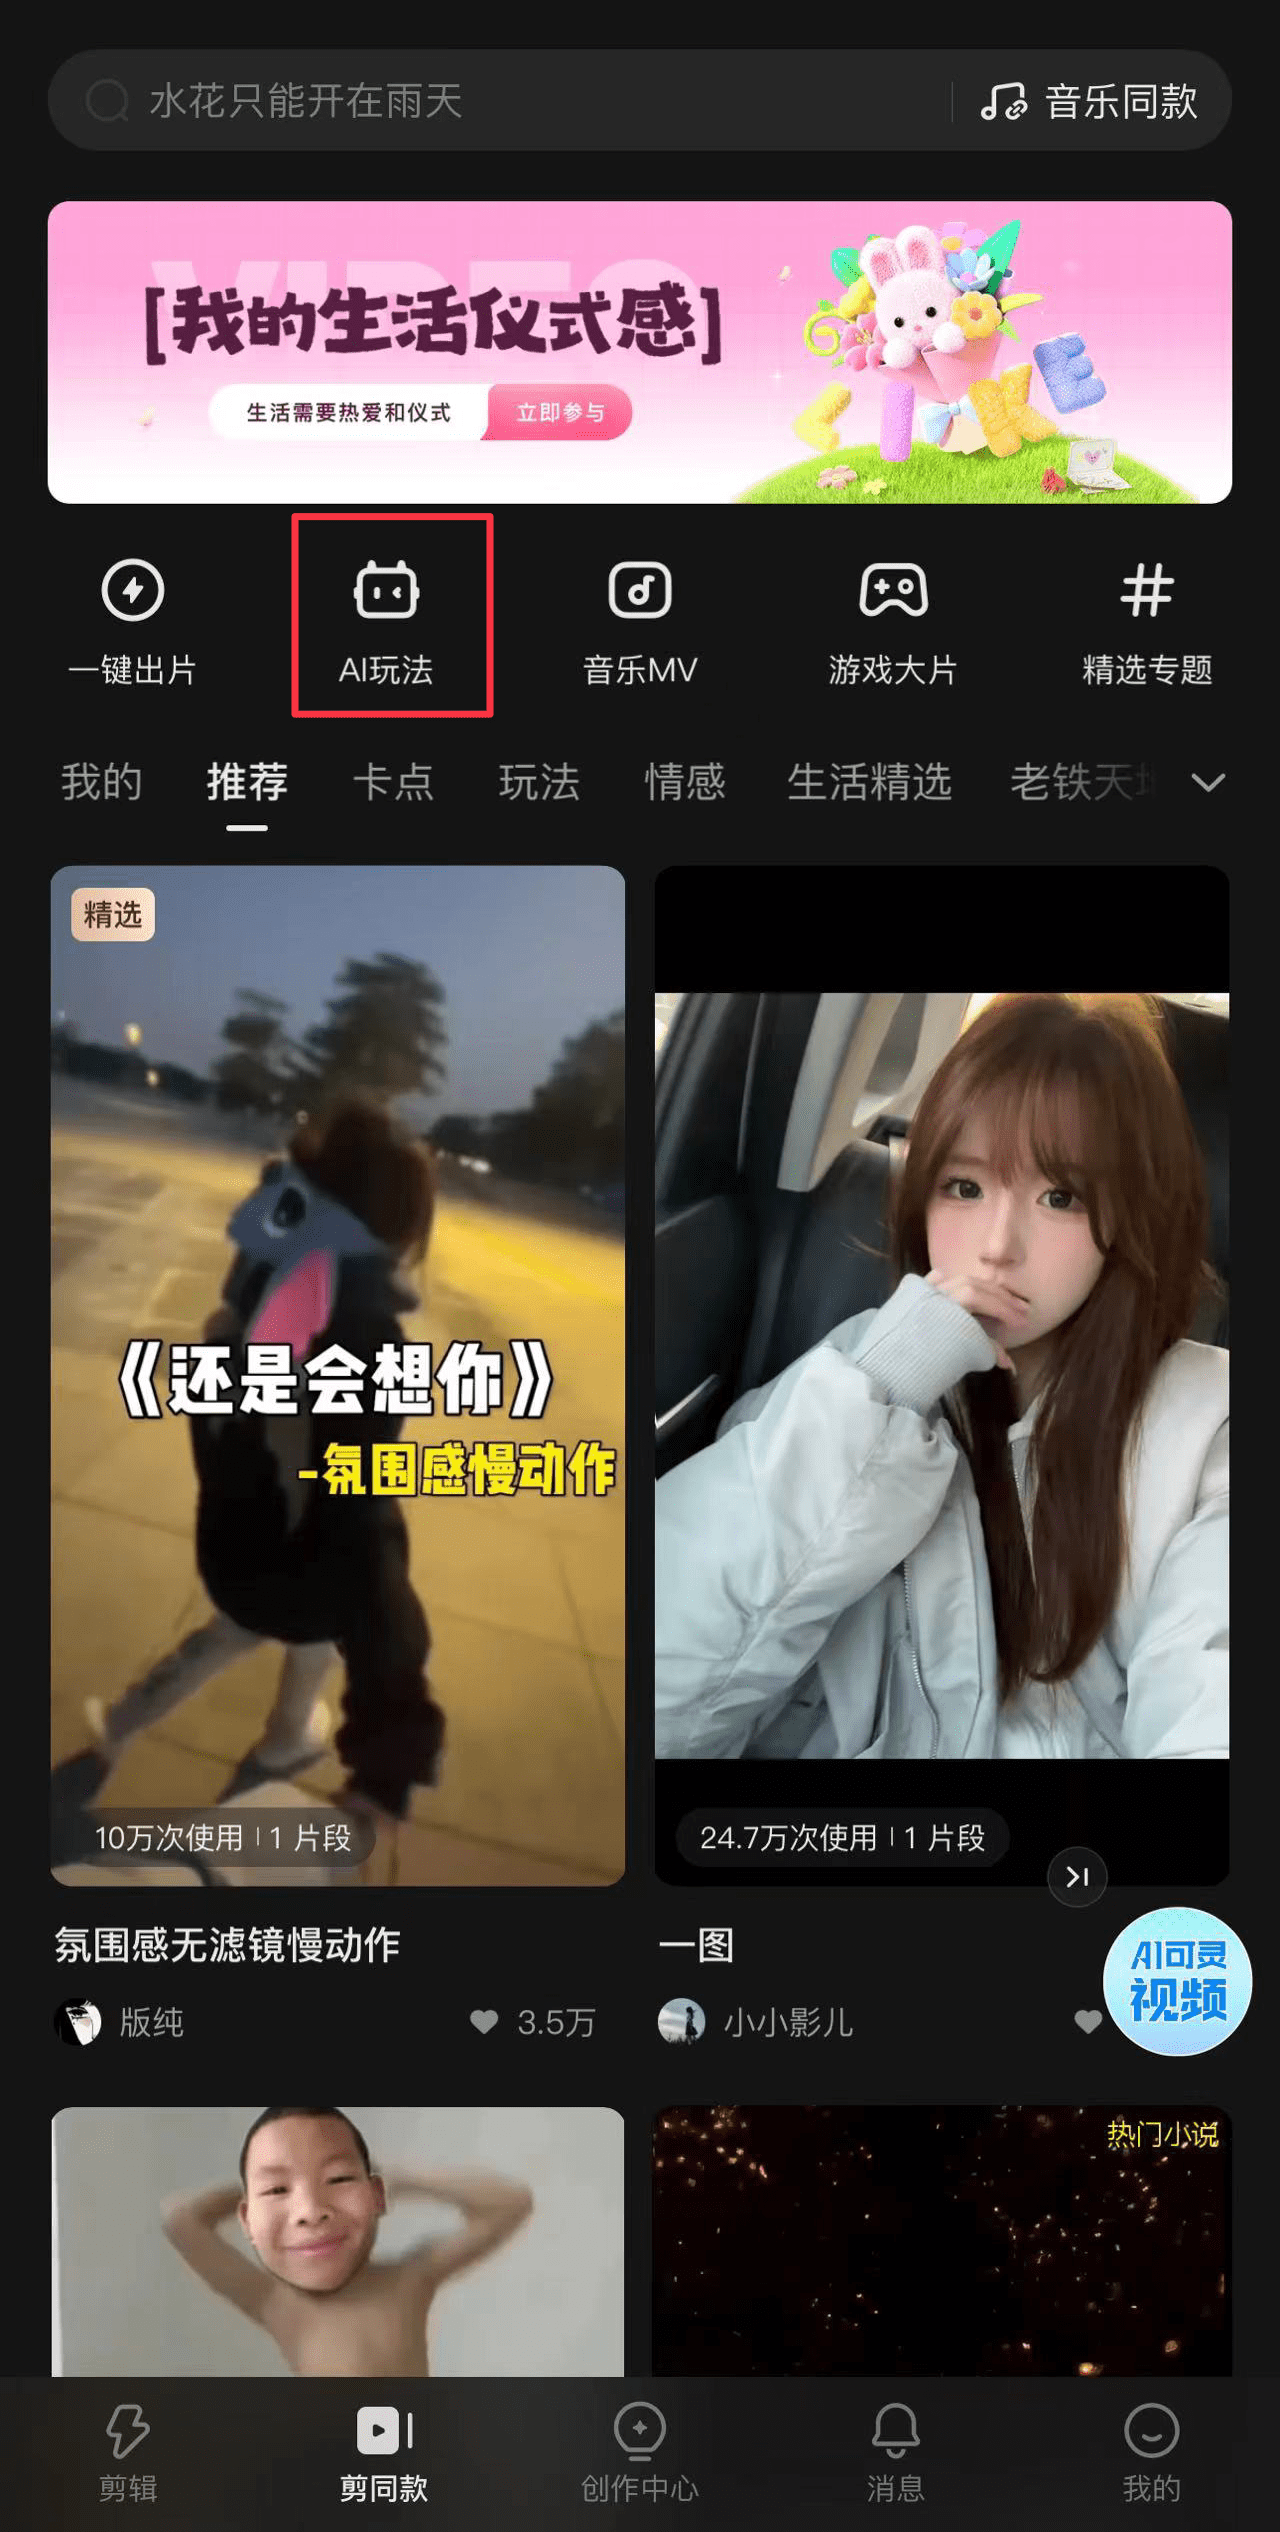 水花只能开在雨天
音乐同款
VIDEO
[我的生活仪式感]
生活需要热爱和仪式
立即参与
LIKE
一键出片
AI玩法
音乐MV
游戏大片
精选专题
我的
推荐
卡点
玩法
情感
生活精选
老铁天地
精选
《还是会想你》
-氛围感慢动作
10万次使用 | 1 片段
24.7万次使用 | 1 片段
氛围感无滤镜慢动作
一图
AI可灵
视频
版纯
3.5万
小小影儿
热门小说
剪辑
剪同款
创作中心
消息
我的